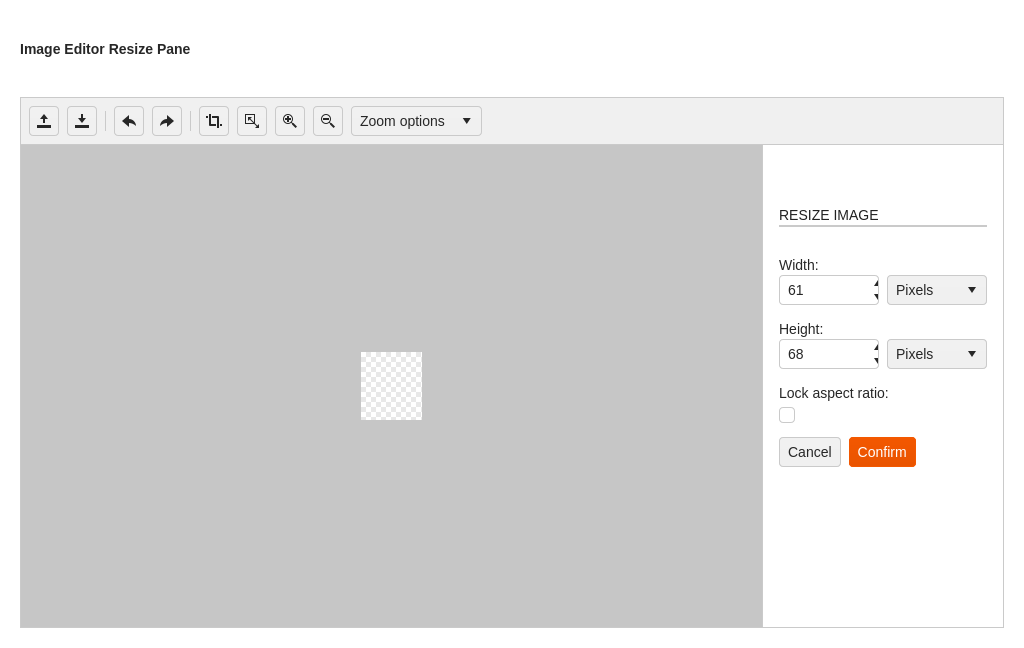 Image Editor Resize Pane
Zoom options
RESIZE IMAGE
Width:
61 Pixels
Height:
68 Pixels
Lock aspect ratio:
Cancel Confirm